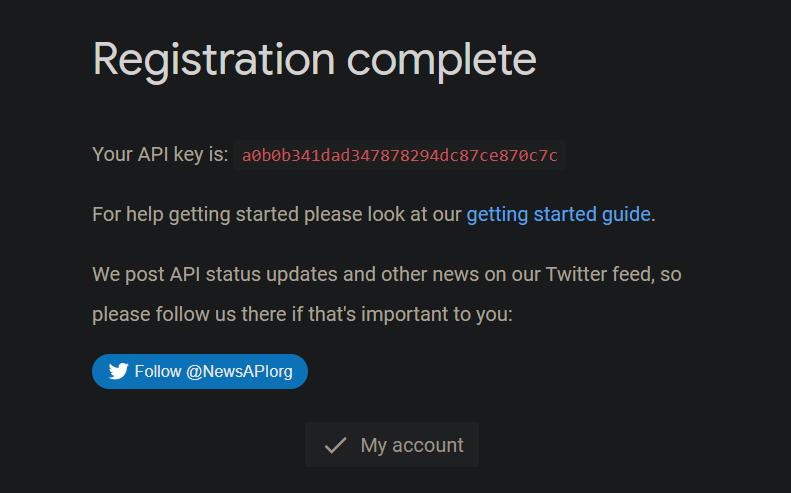 Registration complete
Your API key is: a0b0b341dad347878294dc87ce870c7c
For help getting started please look at our getting started guide.
We post API status updates and other news on our Twitter feed, so
please follow us there if that's important to you:
Follow @NewsAPIorg
My account